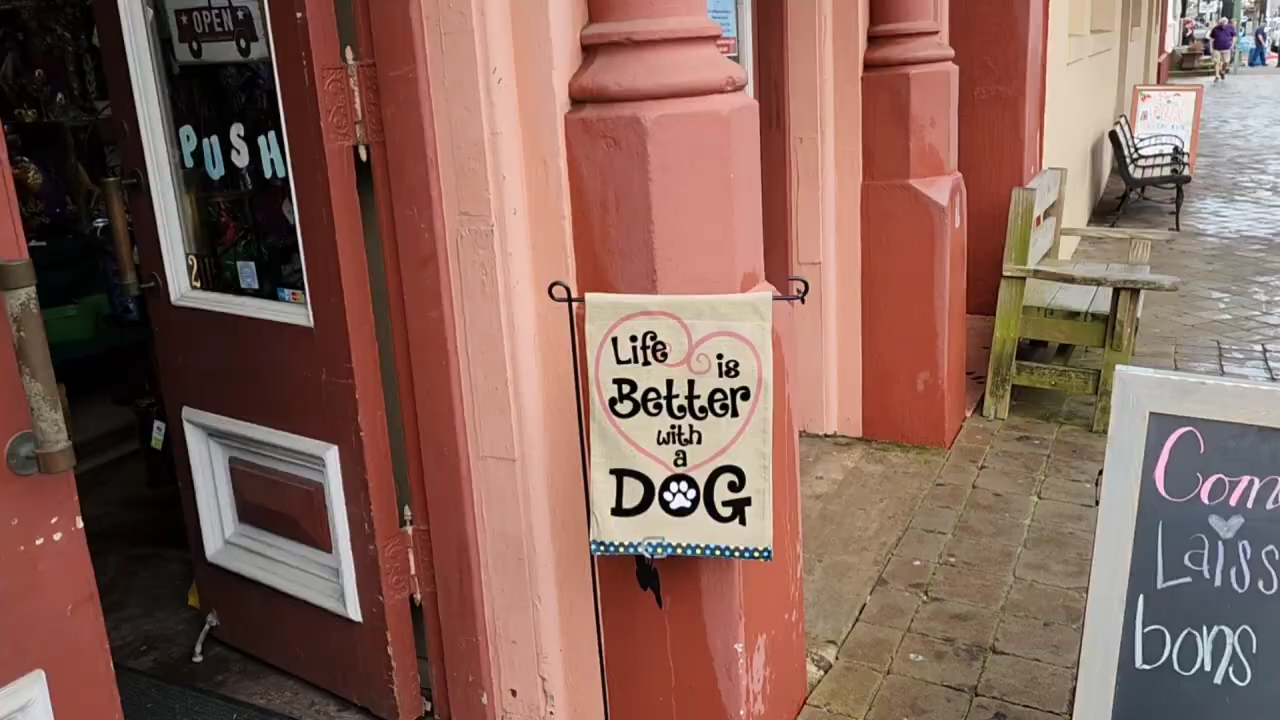 OPEN
PUSH
Life is
Better
with
a
DOG
Com
Laiss
bons